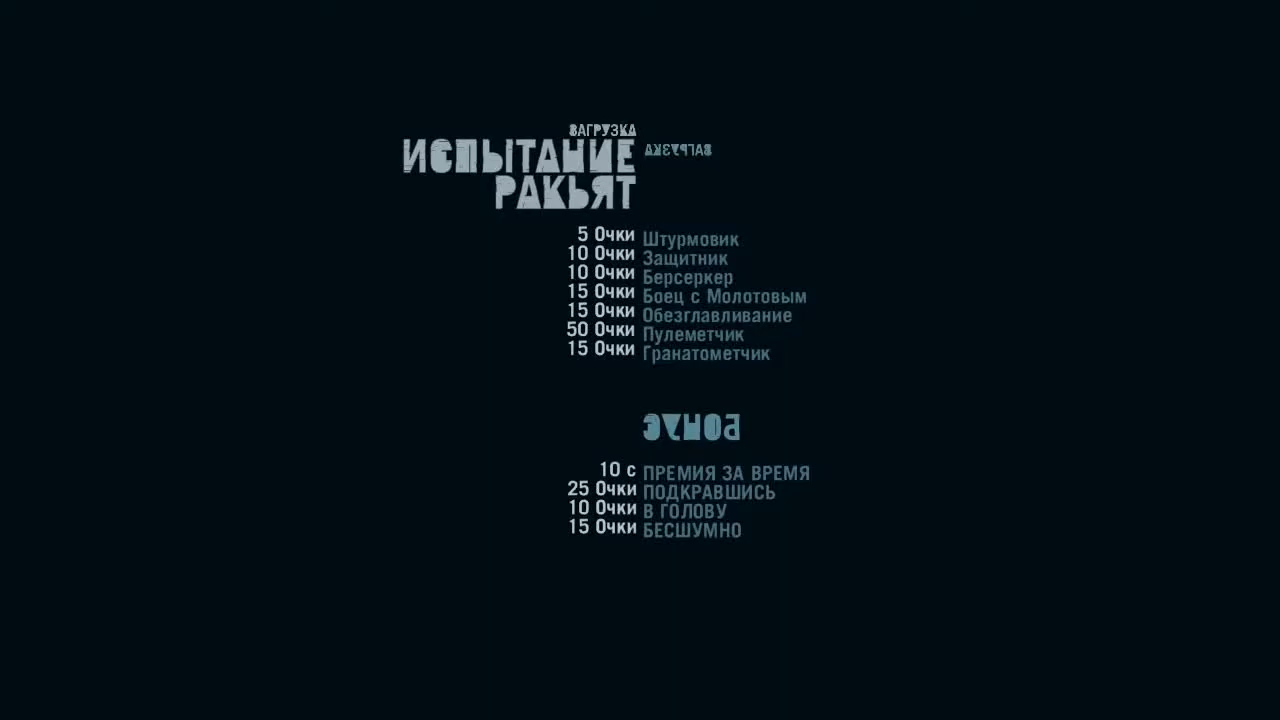 ЗАГРУЗКА
ЗАГРУЗКА
ИСПЫТАНИЕ
РАКЬЯТ
5 Очки Штурмовик
10 Очки Защитник
10 Очки Берсеркер
15 Очки Боец с Молотовым
15 Очки Обезглавливание
50 Очки Пулеметчик
15 Очки Гранатометчик
БОНУС
10 с ПРЕМИЯ ЗА ВРЕМЯ
25 Очки ПОДКРАВШИСЬ
10 Очки В ГОЛОВУ
15 Очки БЕСШУМНО